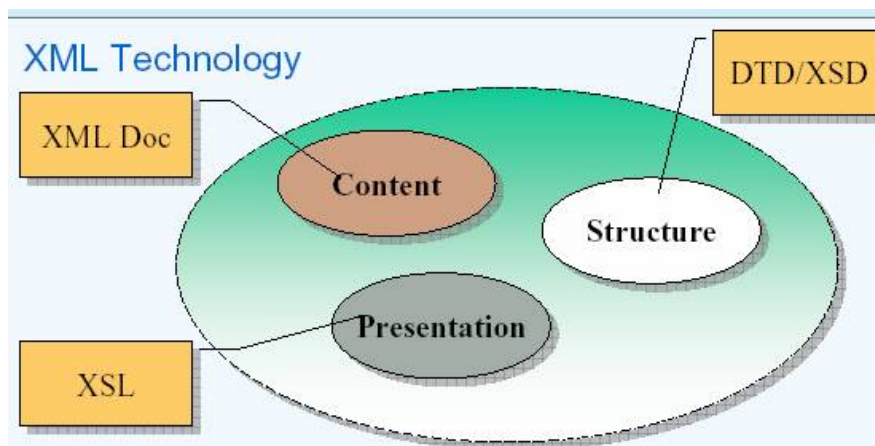 XML Technology
DTD/XSD
XML Doc
Content
Structure
Presentation
XSL